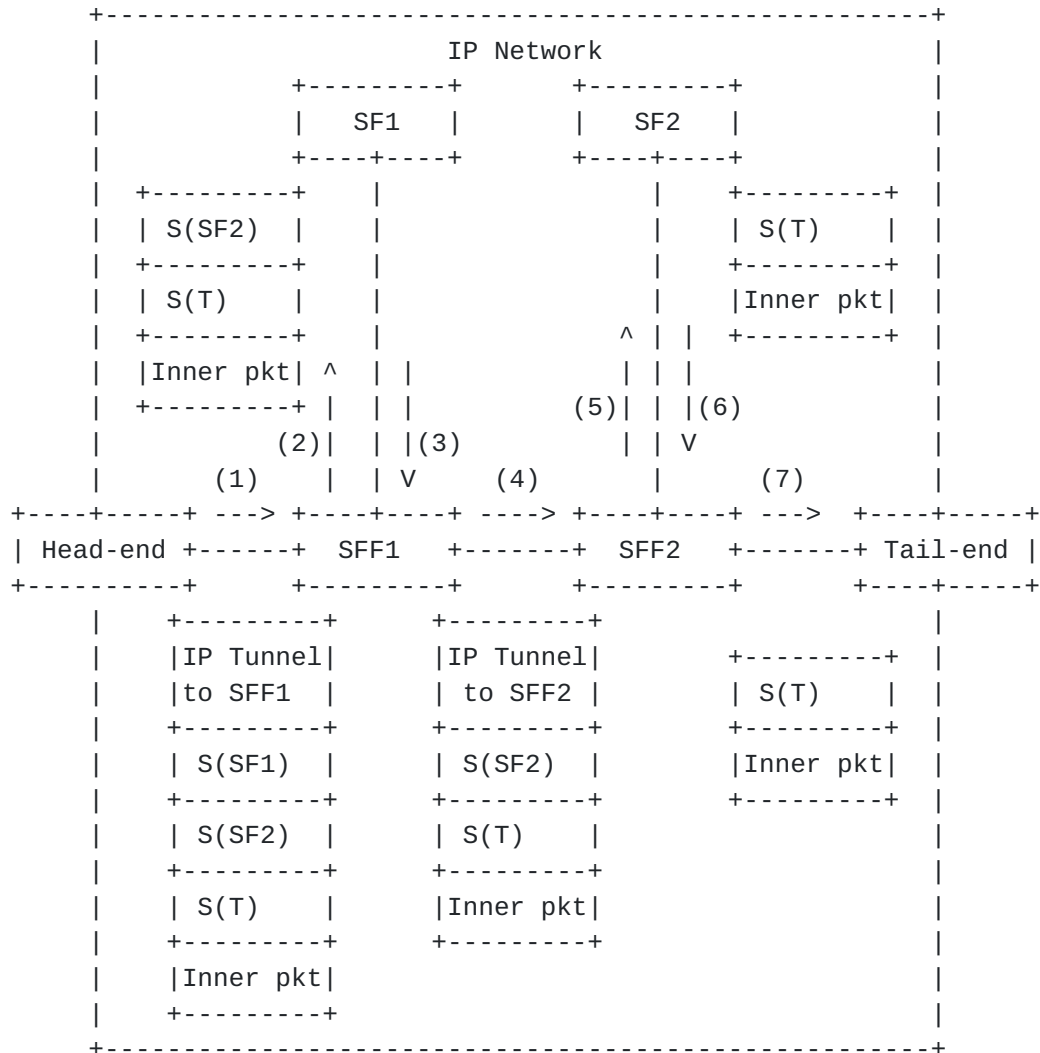 IP Network
SF1 SF2
S(SF2) S(T)
S(T) Inner pkt
Inner pkt ^ ^
(5) (6)
(2) (3) V
(1) V (4) (7)
---> ----> --->
Head-end SFF1 SFF2 Tail-end
IP Tunnel IP Tunnel
to SFF1 to SFF2 S(T)
S(SF1) S(SF2) Inner pkt
S(SF2) S(T)
S(T) Inner pkt
Inner pkt